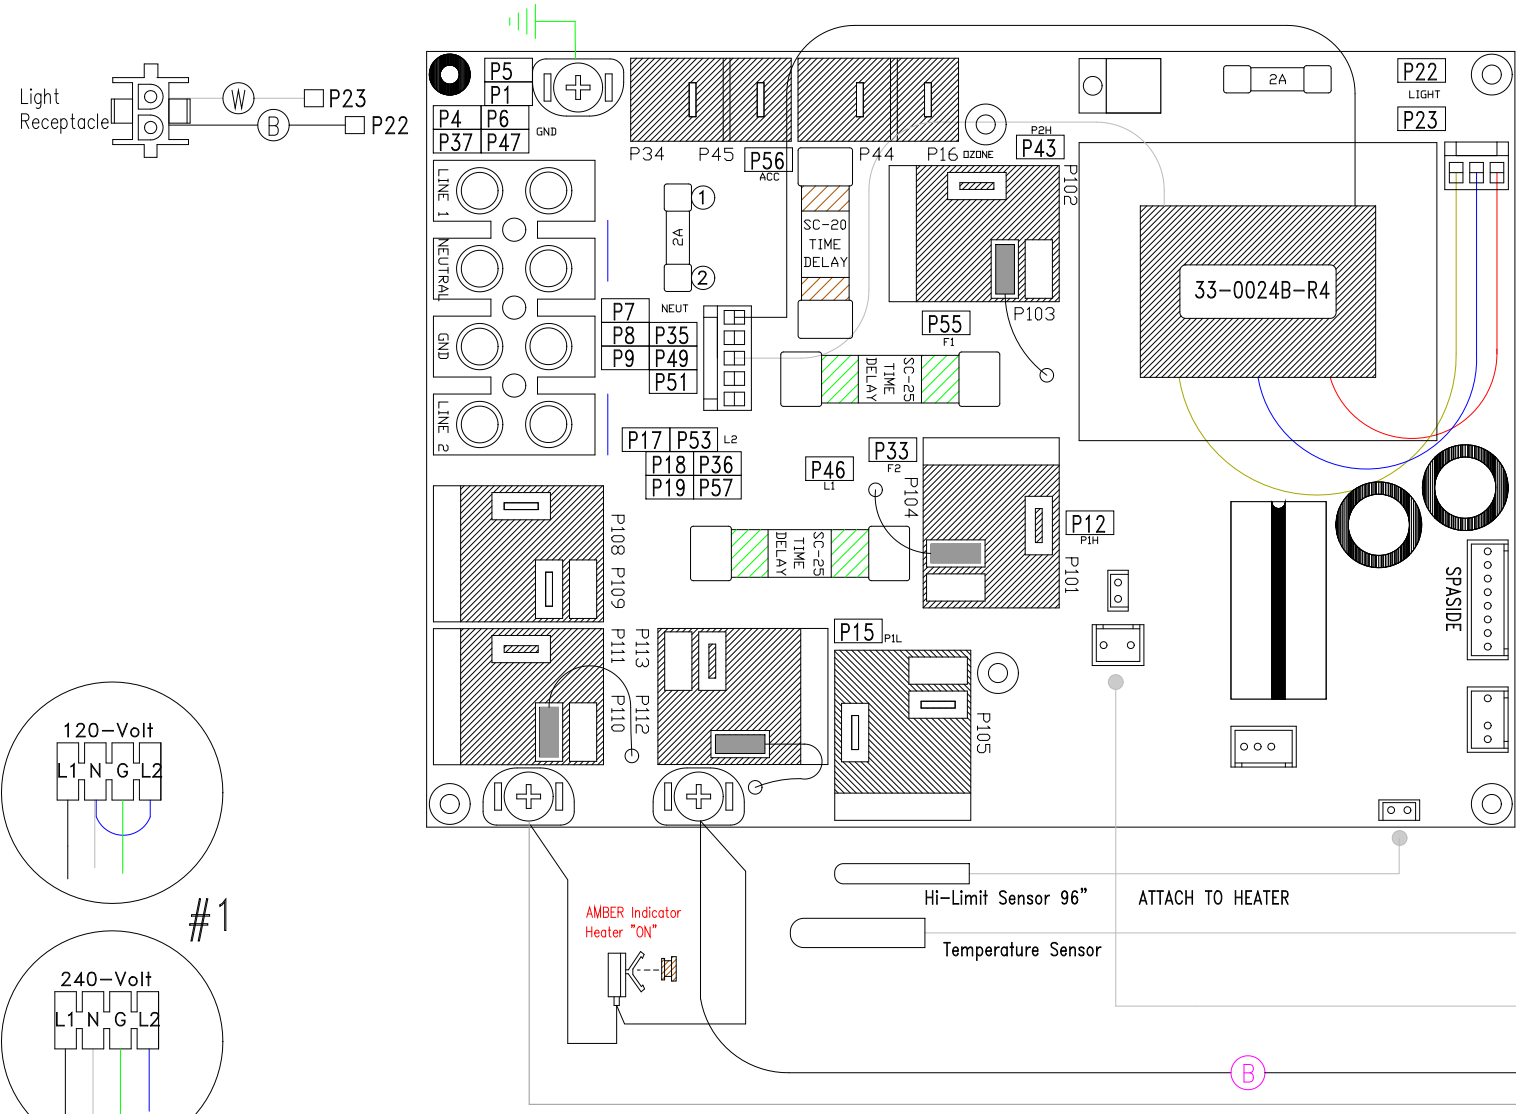 Light
Receptacle
W
P23
B
P22
P5
P1
P4
P6
P37
P47
GND
P34
P45
P44
P16
OZONE
P56
ACC
P2H
P43
P102
P103
2A
P22
LIGHT
P23
LINE 1
NEUTRAL
GND
LINE 2
1
2A
2
NEUT
SC-20
TIME
DELAY
33-0024B-R4
P7
P8
P35
P9
P49
P51
P55
F1
SC-25
TIME
DELAY
P17
P53
L2
P18
P36
P19
P57
P46
L1
P33
F2
P104
P12
P1H
P101
SC-25
TIME
DELAY
P108
P109
P111
P110
P113
P112
P15
P1L
P105
SPASIDE
120-Volt
L1
N
G
L2
#1
240-Volt
L1
N
G
L2
AMBER Indicator
Heater "ON"
Hi-Limit Sensor 96"
ATTACH TO HEATER
Temperature Sensor
B